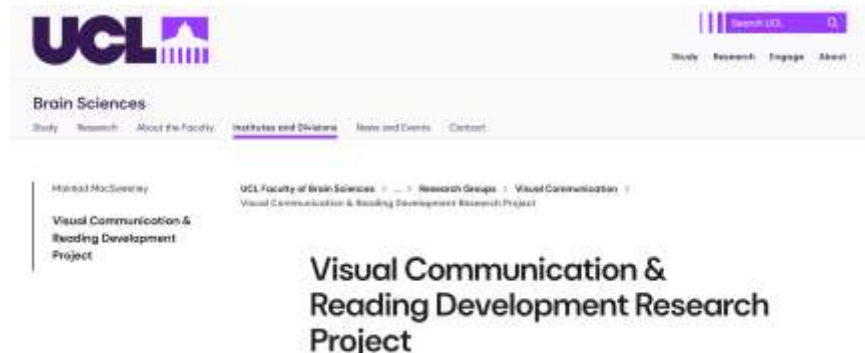 UCL
Search UCL
Study Research Engage About
Brain Sciences
Study Research About the Faculty Institutes and Divisions News and Events Contact
Mairéad MacSweeney
UCL Faculty of Brain Sciences ... Research Groups Visual Communication
Visual Communication & Reading Development Research Project
Visual Communication &
Reading Development
Project
Visual Communication &
Reading Development Research
Project